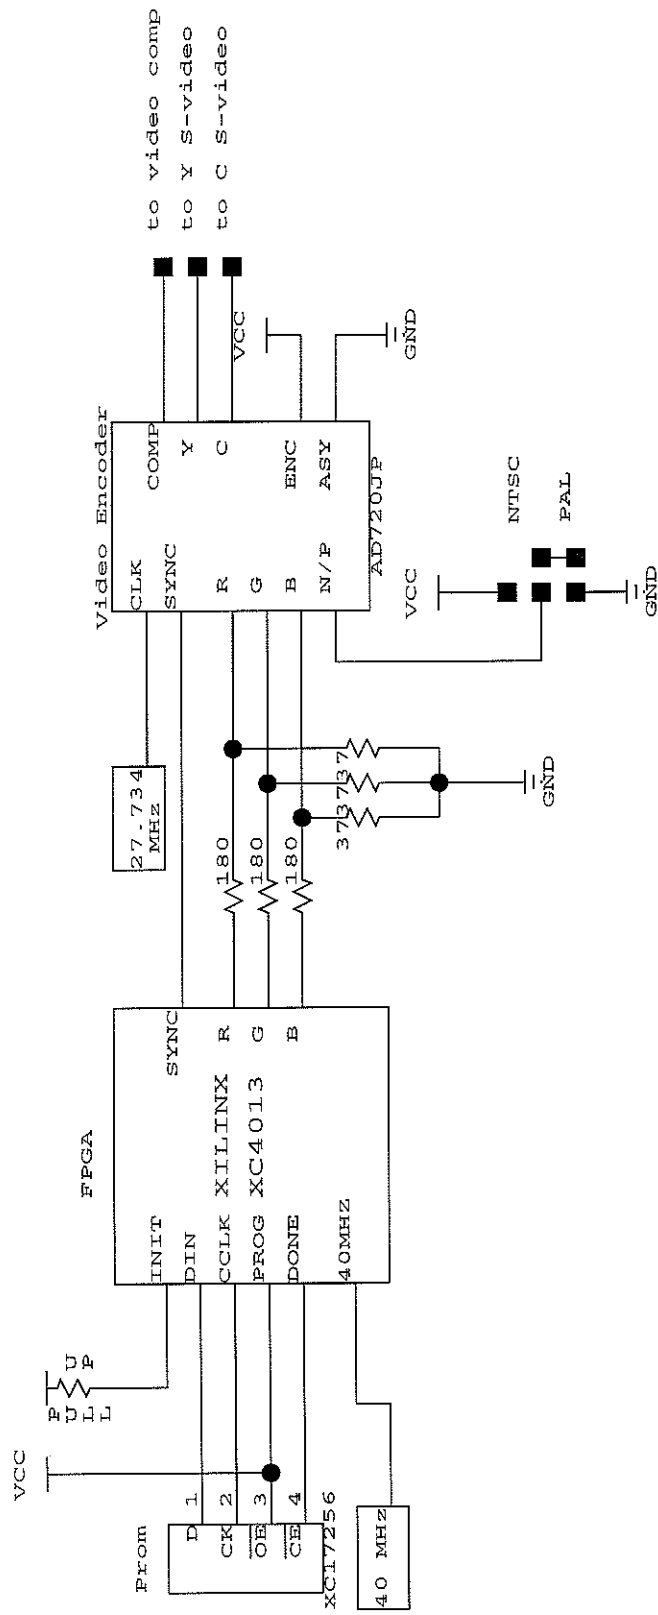 to video comp
to Y S-video
to C S-video
Video Encoder
CLK
SYNC
R
G
B
N/P
COMP
Y
C
ENC
ASY
AD720JP
VCC
GND
NTSC
PAL
VCC
GND
27.734
MHz
180
180
180
37
37
37
GND
FPGA
SYNC
R
G
B
XILINX
XC4013
INIT
DIN
CCLK
PROG
DONE
40MHZ
PULL
UP
VCC
Prom
D
CK
OE
CE
1
2
3
4
XC17256
40 MHz